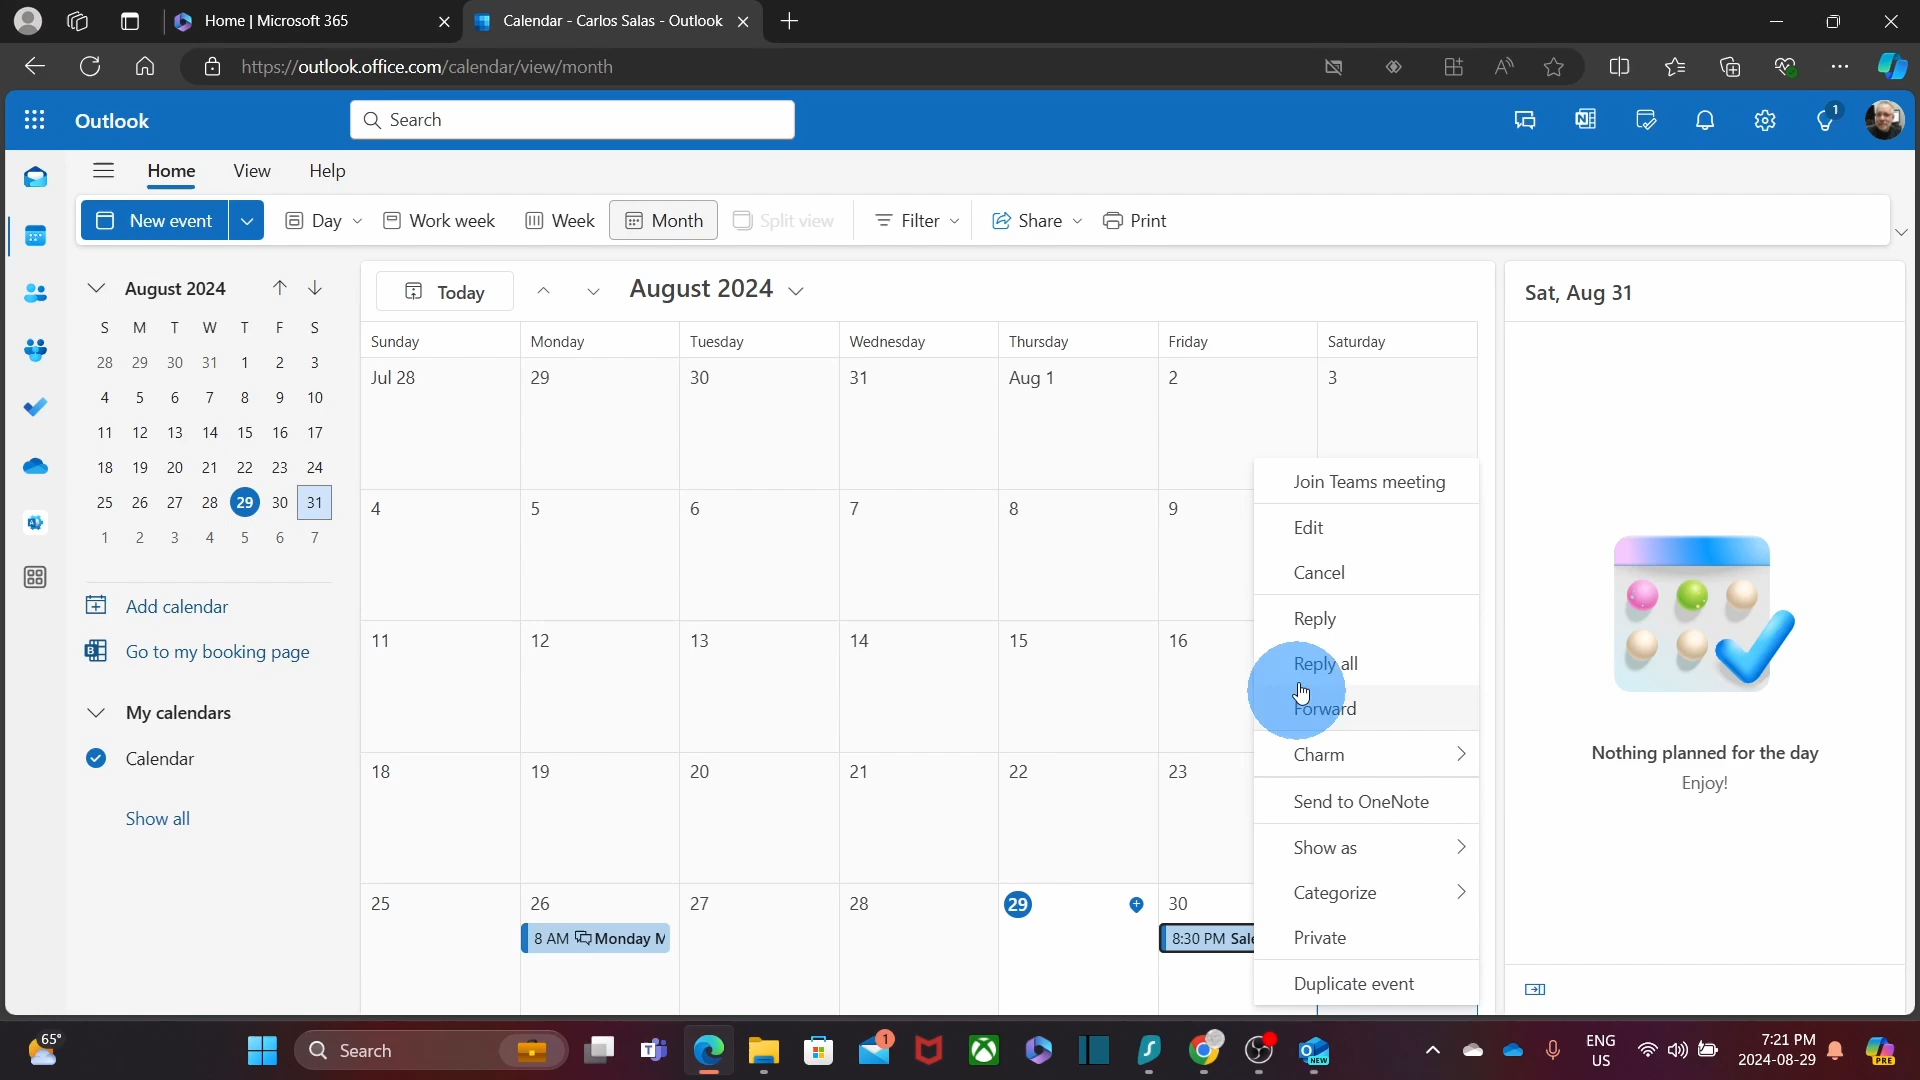 Home | Microsoft 365
Calendar - Carlos Salas - Outlook
https://outlook.office.com/calendar/view/month
Outlook
Search
1
Home View Help
New event Day Work week Week Month Split view Filter Share Print
August 2024
S M T W T F S
28 29 30 31 1 2 3
4 5 6 7 8 9 10
11 12 13 14 15 16 17
18 19 20 21 22 23 24
25 26 27 28 29 30 31
1 2 3 4 5 6 7
Add calendar
Go to my booking page
My calendars
Calendar
Show all
Today August 2024
Sunday Monday Tuesday Wednesday Thursday Friday Saturday
Jul 28 29 30 31 Aug 1 2 3
4 5 6 7 8 9
11 12 13 14 15 16
18 19 20 21 22 23
25 26 27 28 29 30
8 AM Monday
8:30 PM
Join Teams meeting
Edit
Cancel
Reply
Reply all
Forward
Charm
Send to OneNote
Show as
Categorize
Private
Duplicate event
Sat, Aug 31
Nothing planned for the day
Enjoy!
65°
Search
1
NEW
ENG
US
7:21 PM
2024-08-29
PRE